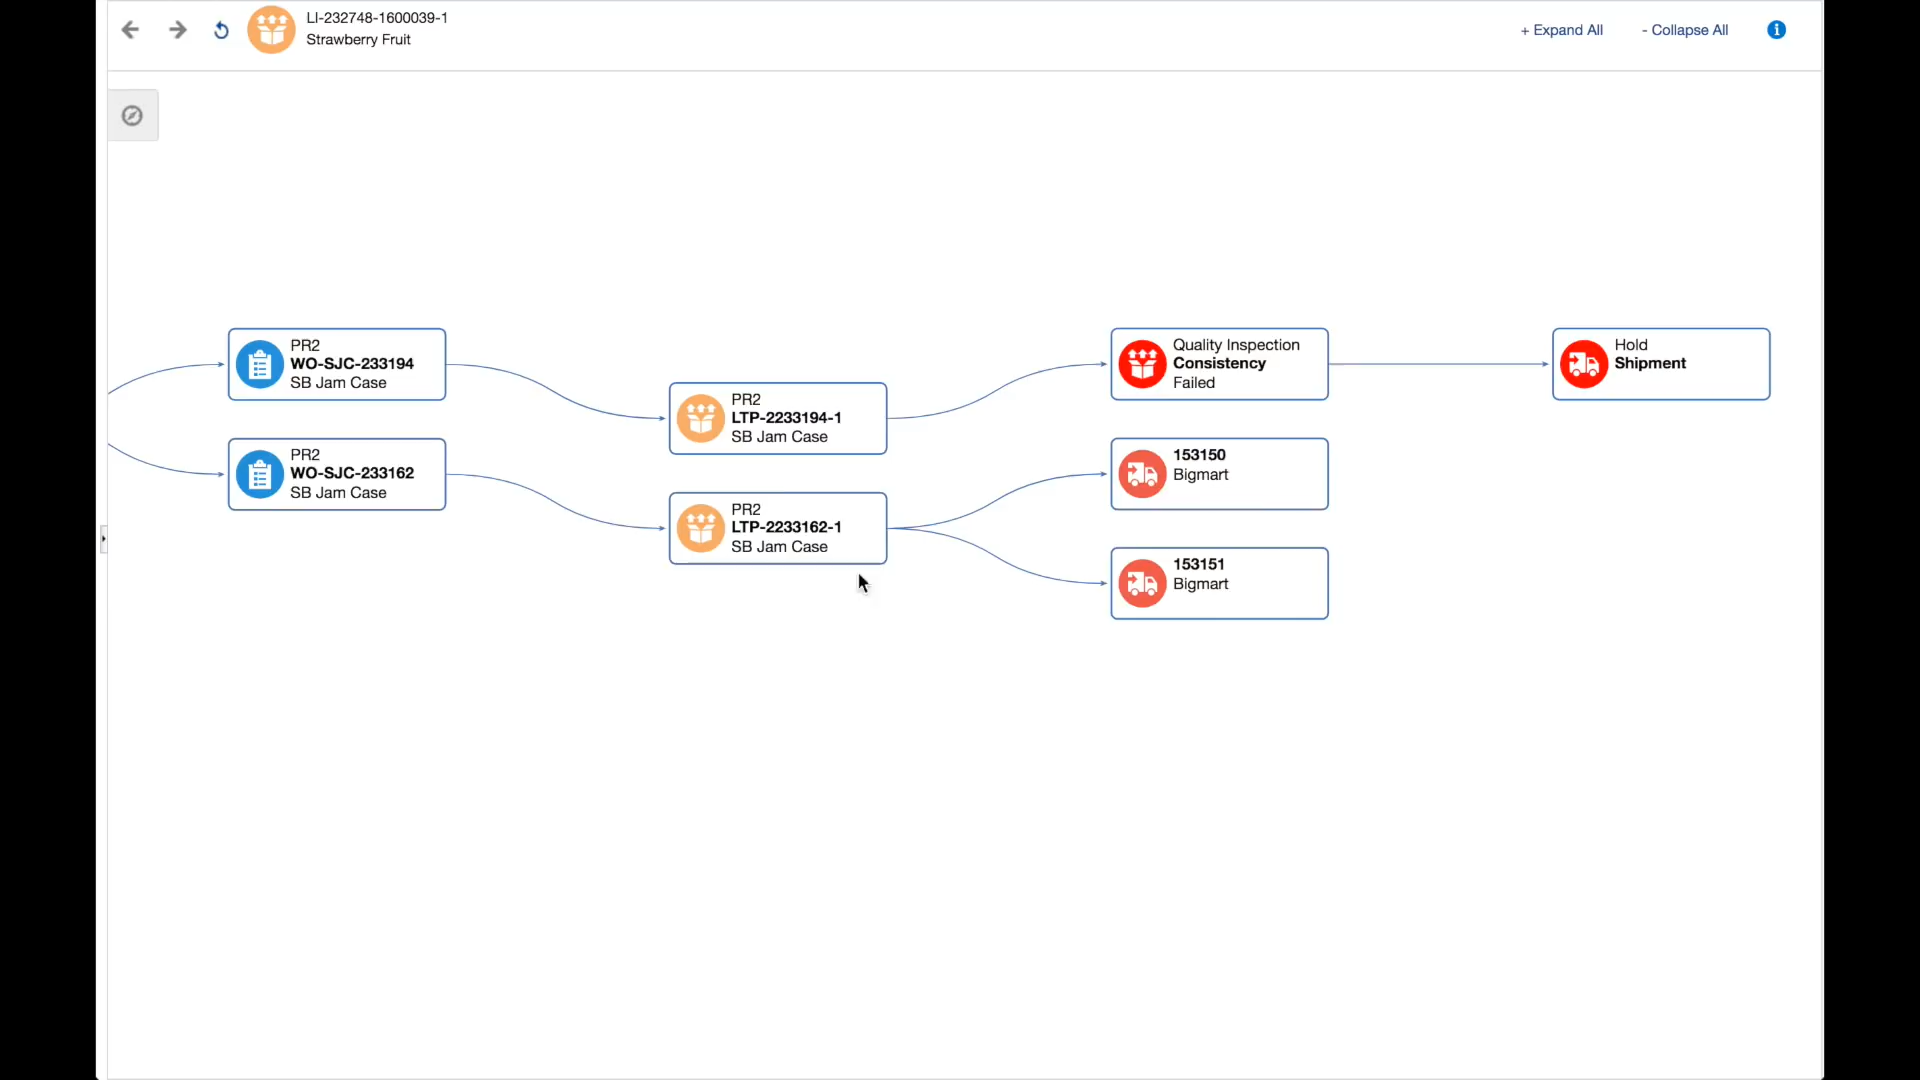 LI-232748-1600039-1
Strawberry Fruit
+ Expand All
- Collapse All
i
PR2
WO-SJC-233194
SB Jam Case
PR2
WO-SJC-233162
SB Jam Case
PR2
LTP-2233194-1
SB Jam Case
PR2
LTP-2233162-1
SB Jam Case
Quality Inspection
Consistency
Failed
153150
Bigmart
153151
Bigmart
Hold
Shipment